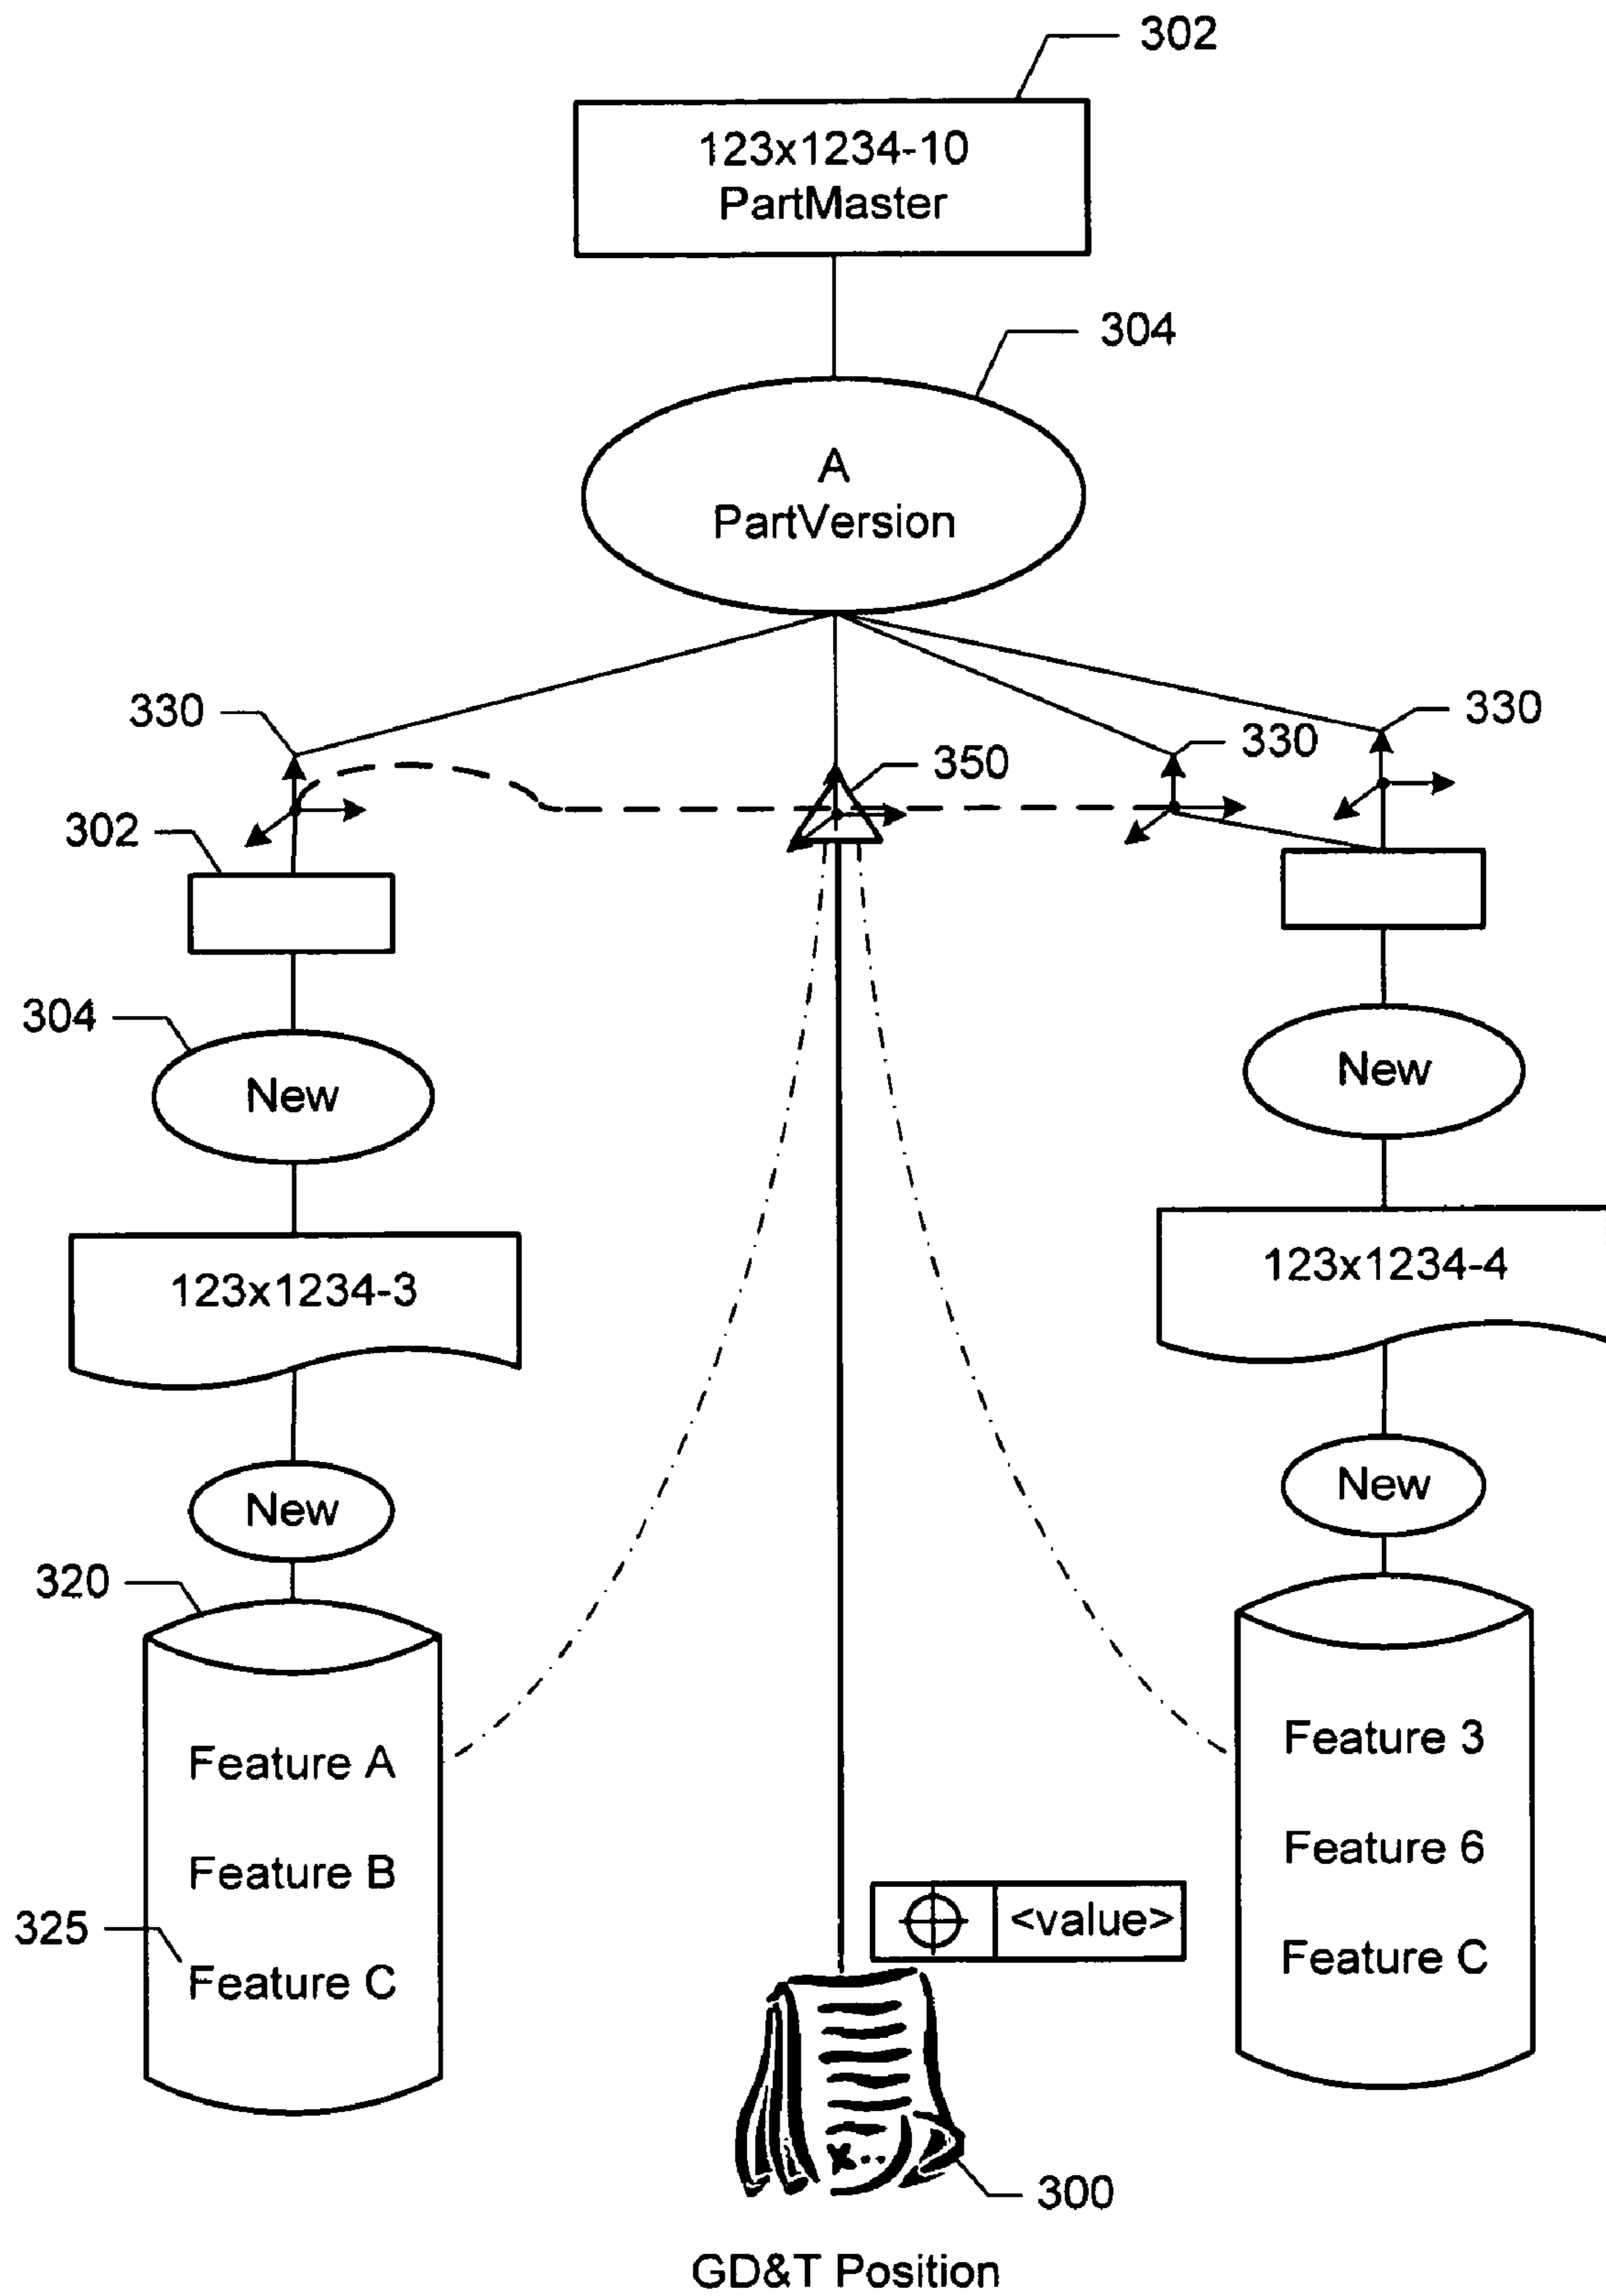 302
123x1234-10
PartMaster
304
A
PartVersion
330
330
330
350
302
304
New
New
123x1234-3
123x1234-4
New
New
320
Feature A
Feature B
325
Feature C
Feature 3
Feature 6
Feature C
<value>
x..
300
GD&T Position